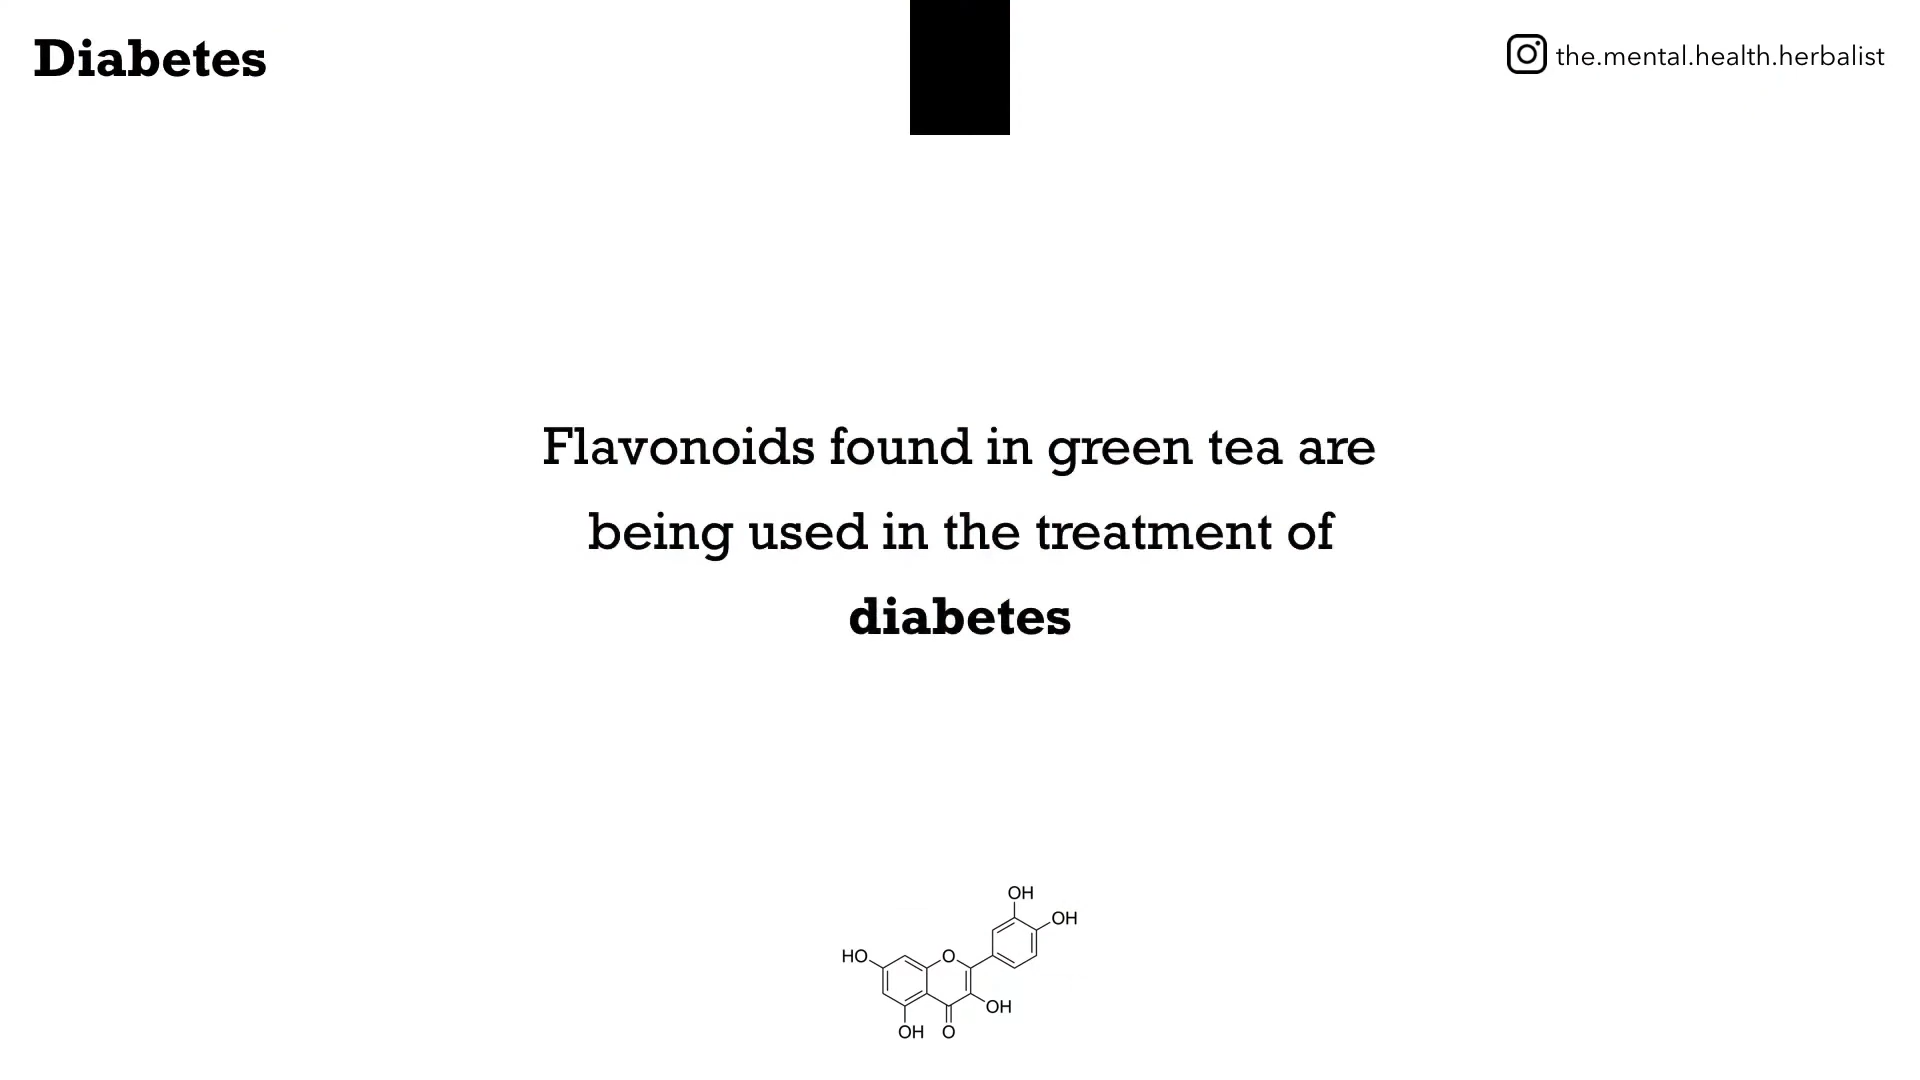 Diabetes
the.mental.health.herbalist
Flavonoids found in green tea are
being used in the treatment of
diabetes
OH
OH
HO
O
OH
OH
O